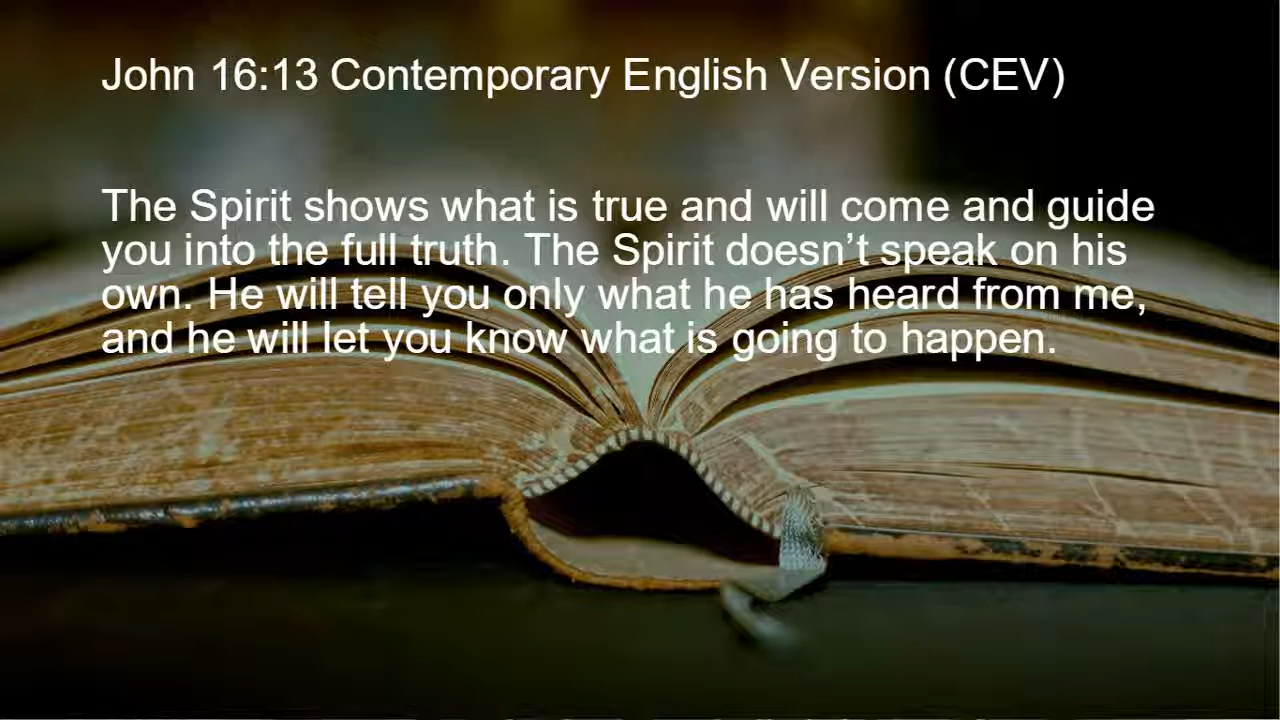 John 16:13 Contemporary English Version (CEV)
The Spirit shows what is true and will come and guide
you into the full truth. The Spirit doesn’t speak on his
own. He will tell you only what he has heard from me,
and he will let you know what is going to happen.